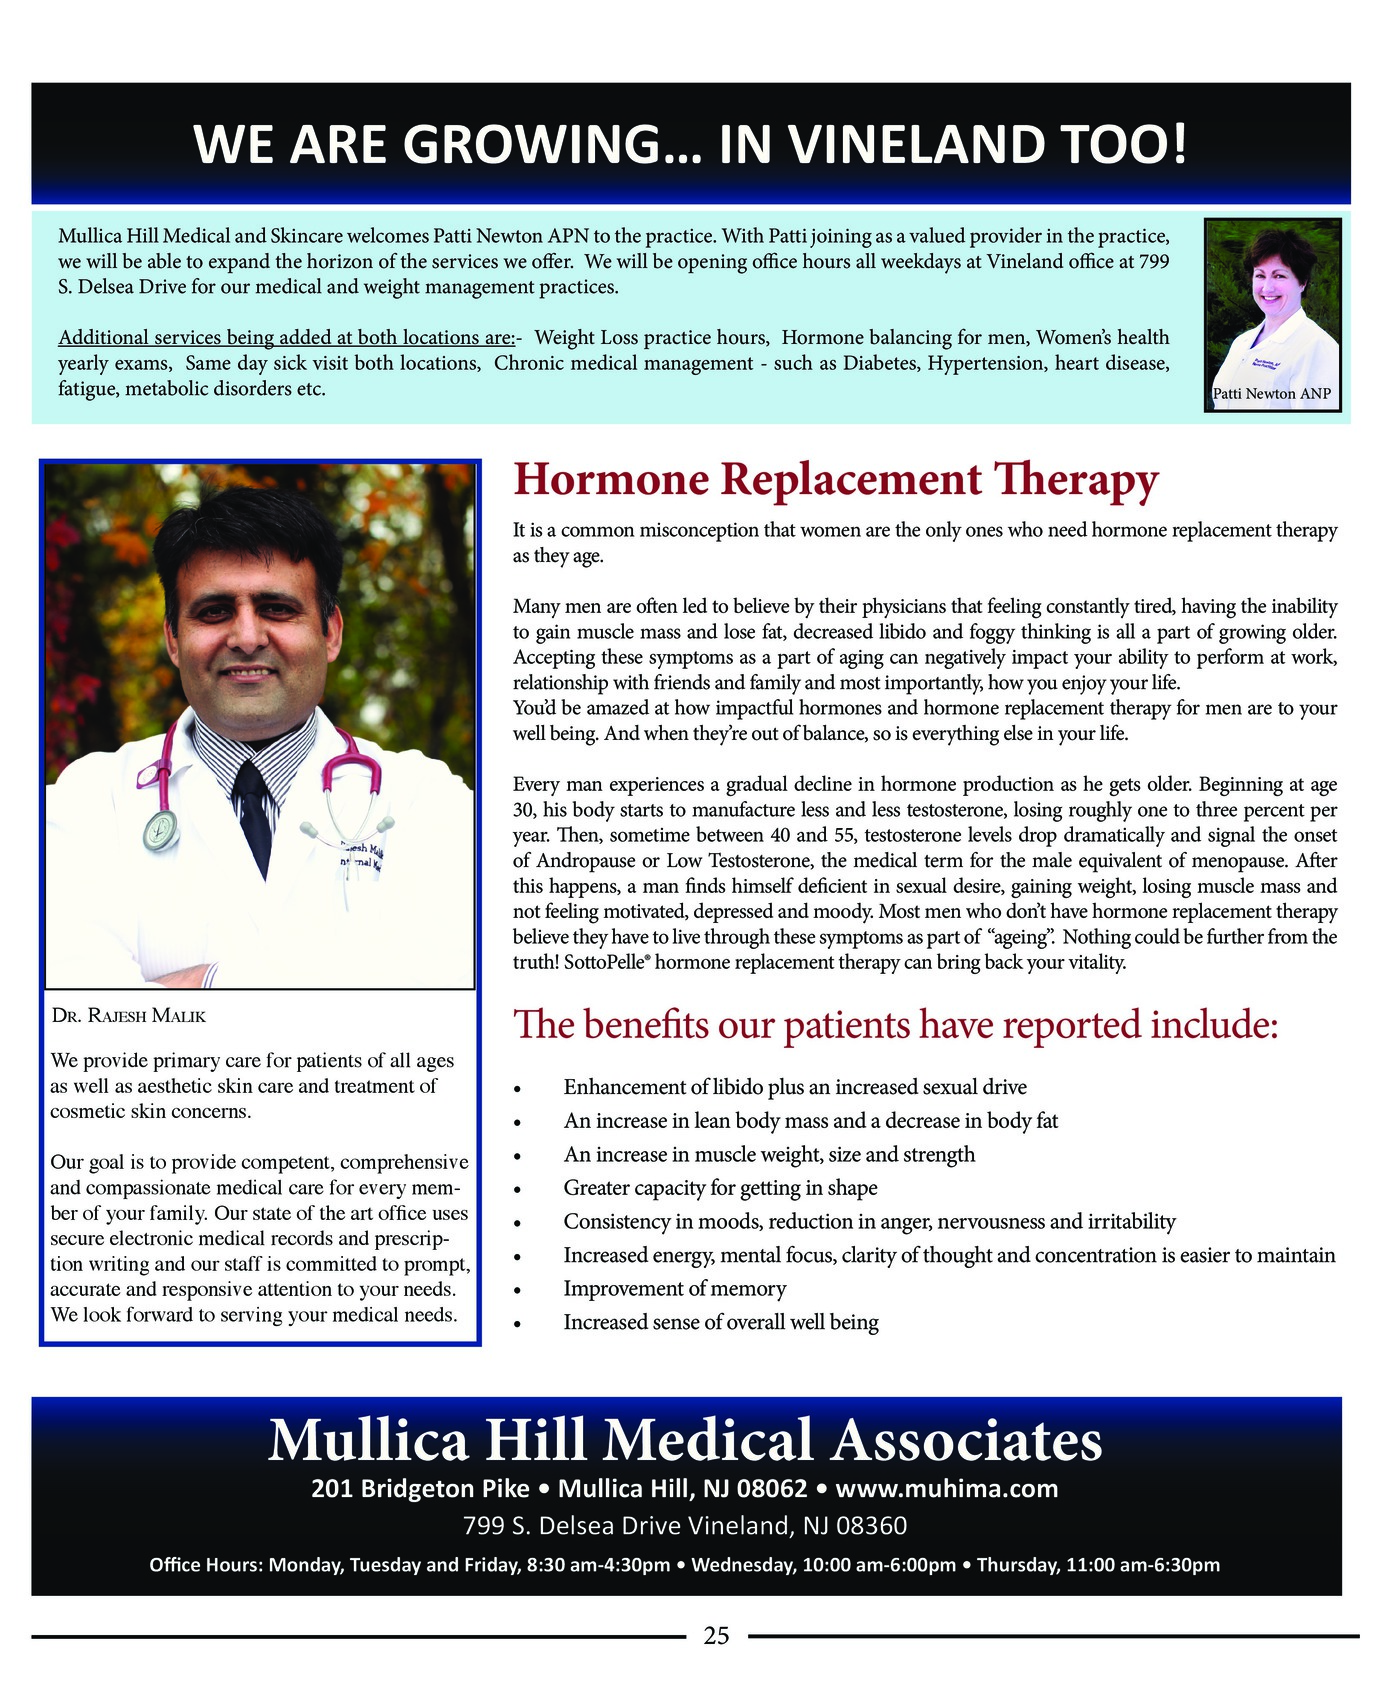 WE ARE GROWING... IN VINELAND TOO!
Mullica Hill Medical and Skincare welcomes Patti Newton APN to the practice. With Patti joining as a valued provider in the practice,
we will be able to expand the horizon of the services we offer. We will be opening office hours all weekdays at Vineland office at 799
S. Delsea Drive for our medical and weight management practices.
Additional services being added at both locations are:- Weight Loss practice hours, Hormone balancing for men, Women's health
yearly exams, Same day sick visit both locations, Chronic medical management - such as Diabetes, Hypertension, heart disease,
fatigue, metabolic disorders etc.
Patti Newton ANP
DR. RAJESH MALIK
We provide primary care for patients of all ages
as well as aesthetic skin care and treatment of
cosmetic skin concerns.
Our goal is to provide competent, comprehensive
and compassionate medical care for every mem-
ber of your family. Our state of the art office uses
secure electronic medical records and prescrip-
tion writing and our staff is committed to prompt,
accurate and responsive attention to your needs.
We look forward to serving your medical needs.
Hormone Replacement Therapy
It is a common misconception that women are the only ones who need hormone replacement therapy
as they age.
Many men are often led to believe by their physicians that feeling constantly tired, having the inability
to gain muscle mass and lose fat, decreased libido and foggy thinking is all a part of growing older.
Accepting these symptoms as a part of aging can negatively impact your ability to perform at work,
relationship with friends and family and most importantly, how you enjoy your life.
You'd be amazed at how impactful hormones and hormone replacement therapy for men are to your
well being. And when they're out of balance, so is everything else in your life.
Every man experiences a gradual decline in hormone production as he gets older. Beginning at age
30, his body starts to manufacture less and less testosterone, losing roughly one to three percent per
year. Then, sometime between 40 and 55, testosterone levels drop dramatically and signal the onset
of Andropause or Low Testosterone, the medical term for the male equivalent of menopause. After
this happens, a man finds himself deficient in sexual desire, gaining weight, losing muscle mass and
not feeling motivated, depressed and moody. Most men who don't have hormone replacement therapy
believe they have to live through these symptoms as part of "ageing". Nothing could be further from the
truth! SottoPelle® hormone replacement therapy can bring back your vitality.
The benefits our patients have reported include:
• Enhancement of libido plus an increased sexual drive
• An increase in lean body mass and a decrease in body fat
• An increase in muscle weight, size and strength
• Greater capacity for getting in shape
• Consistency in moods, reduction in anger, nervousness and irritability
• Increased energy, mental focus, clarity of thought and concentration is easier to maintain
• Improvement of memory
• Increased sense of overall well being
Mullica Hill Medical Associates
201 Bridgeton Pike • Mullica Hill, NJ 08062 • www.muhima.com
799 S. Delsea Drive Vineland, NJ 08360
Office Hours: Monday, Tuesday and Friday, 8:30 am-4:30pm • Wednesday, 10:00 am-6:00pm • Thursday, 11:00 am-6:30pm
25